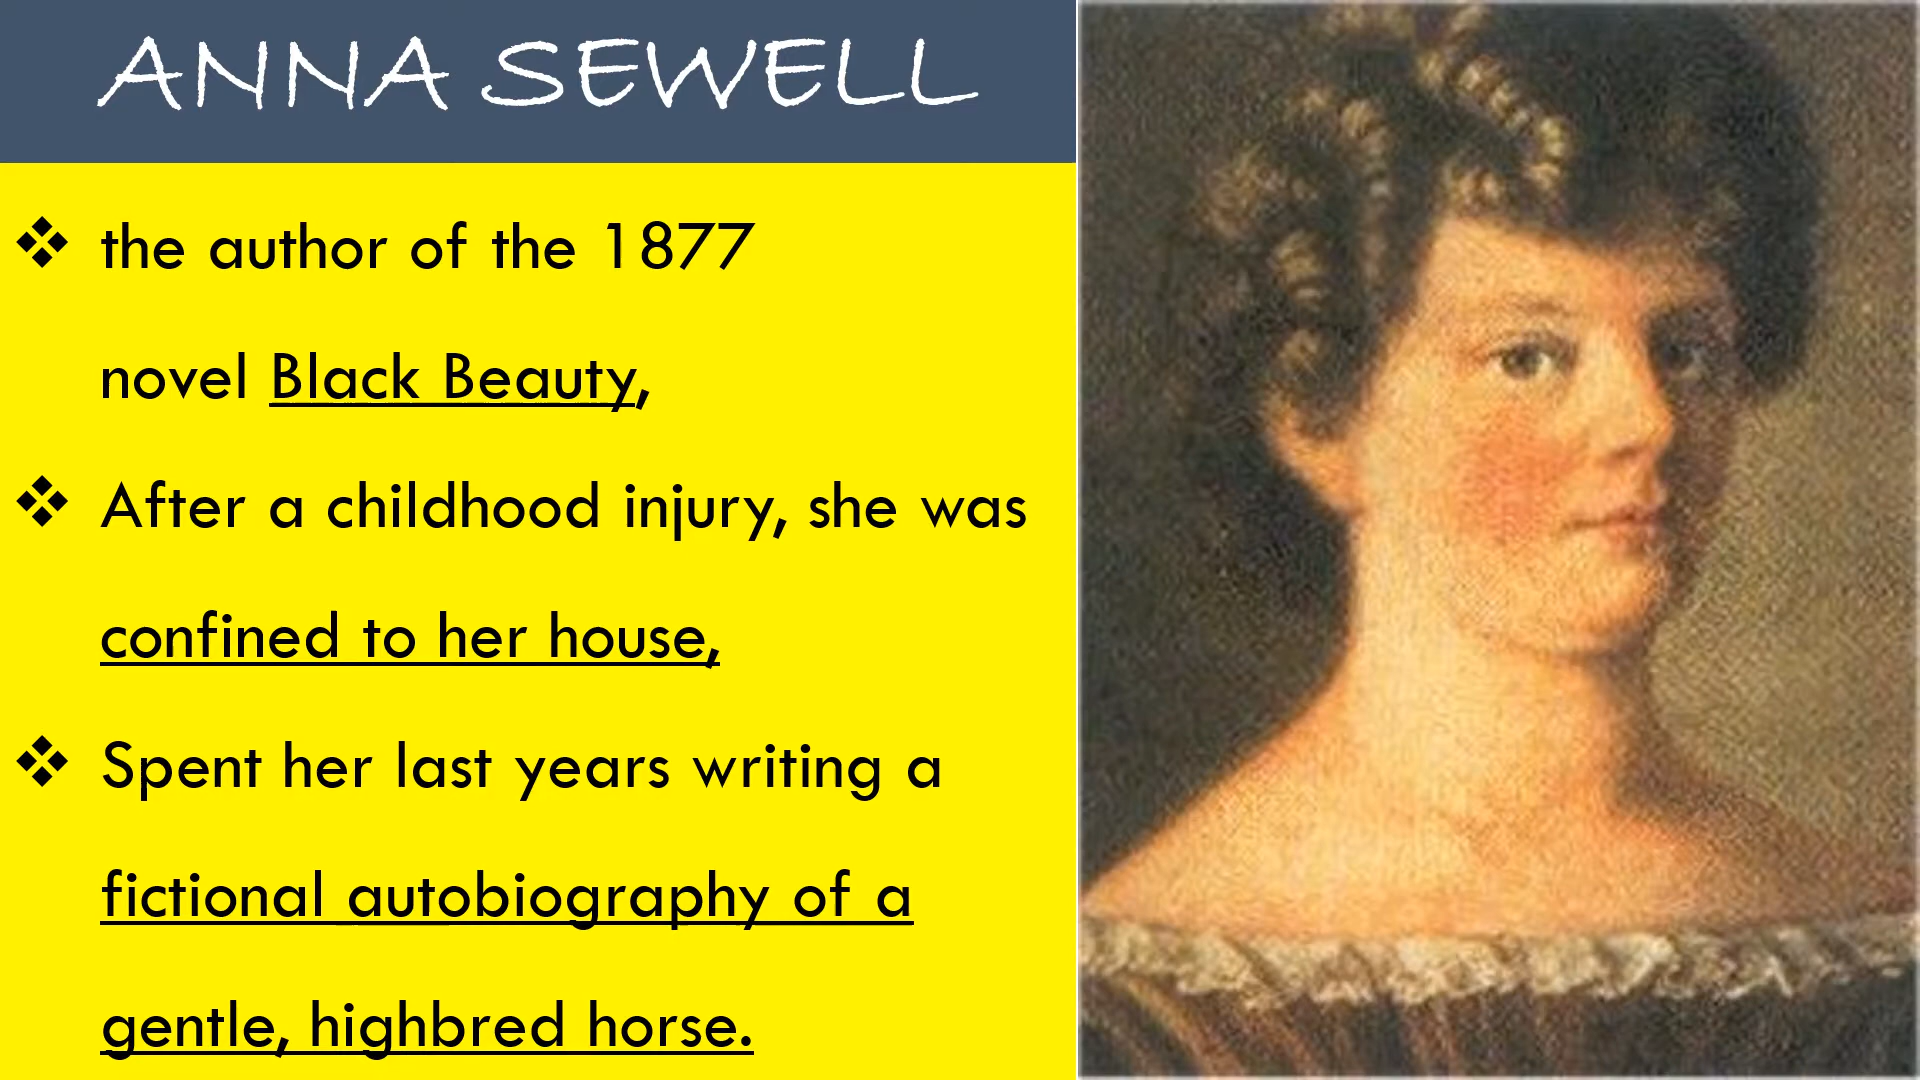 ANNA SEWELL
❖ the author of the 1877
novel Black Beauty,
❖ After a childhood injury, she was
confined to her house,
❖ Spent her last years writing a
fictional autobiography of a
gentle, highbred horse.